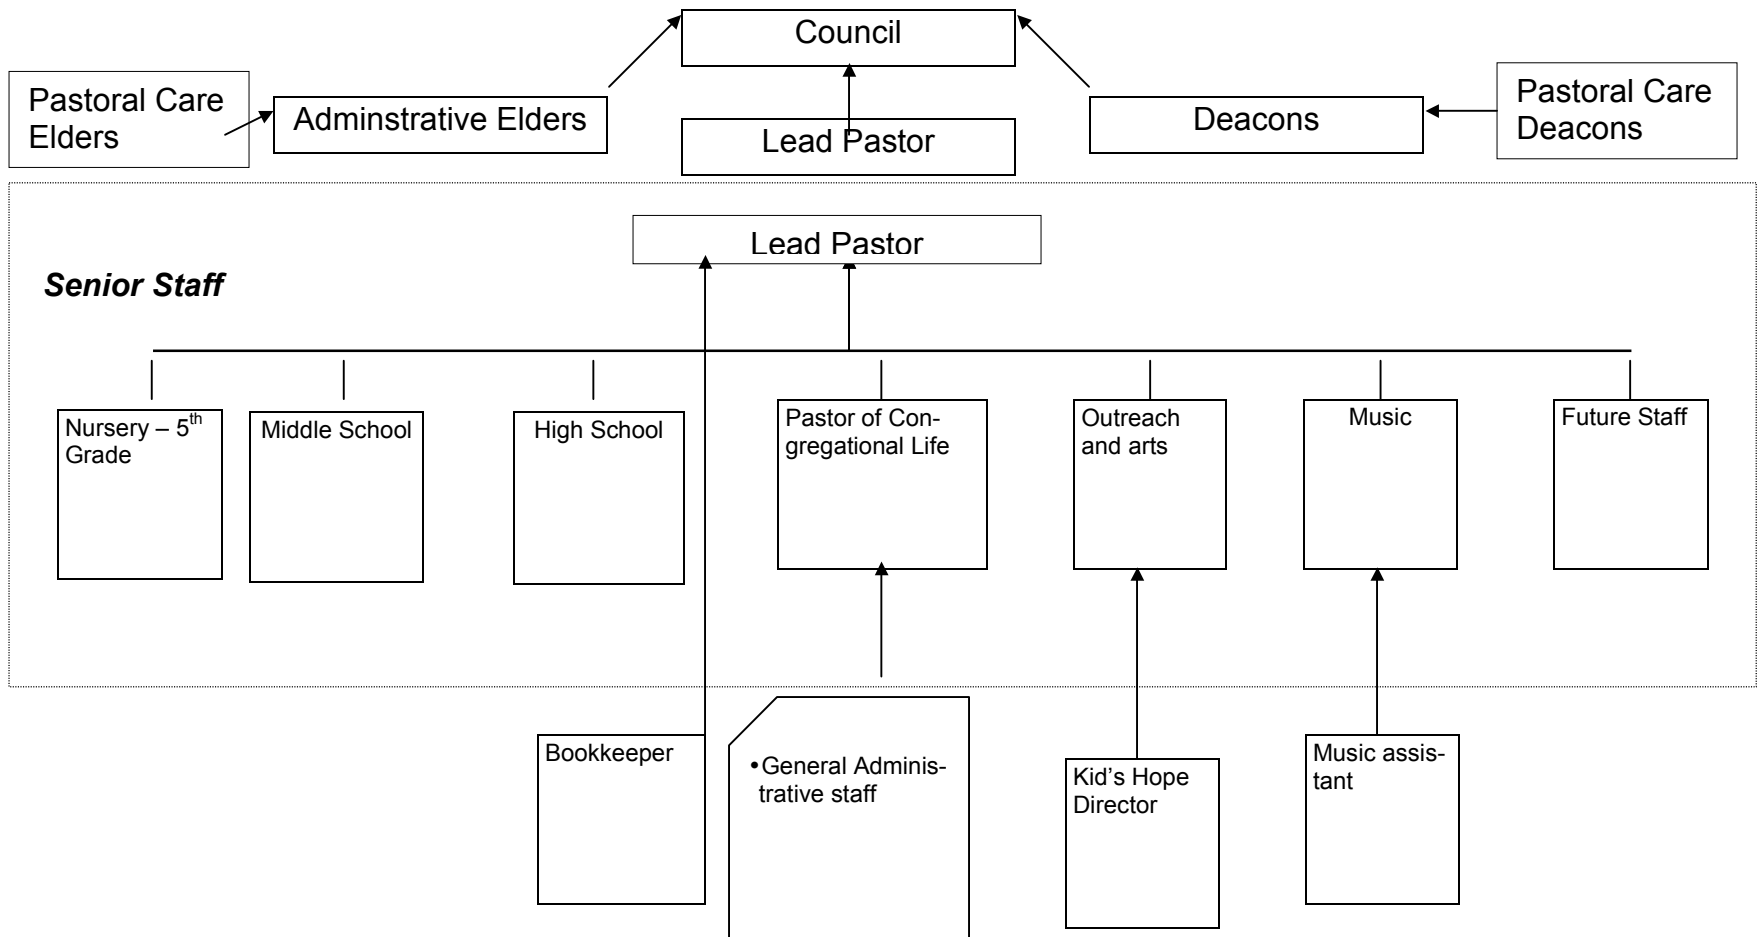 Council
Pastoral Care
Elders
Adminstrative Elders
Lead Pastor
Deacons
Pastoral Care
Deacons
Lead Pastor
Senior Staff
Nursery – 5th
Grade
Middle School
High School
Pastor of Con-
gregational Life
Outreach
and arts
Music
Future Staff
Bookkeeper
•General Adminis-
trative staff
Kid’s Hope
Director
Music assis-
tant